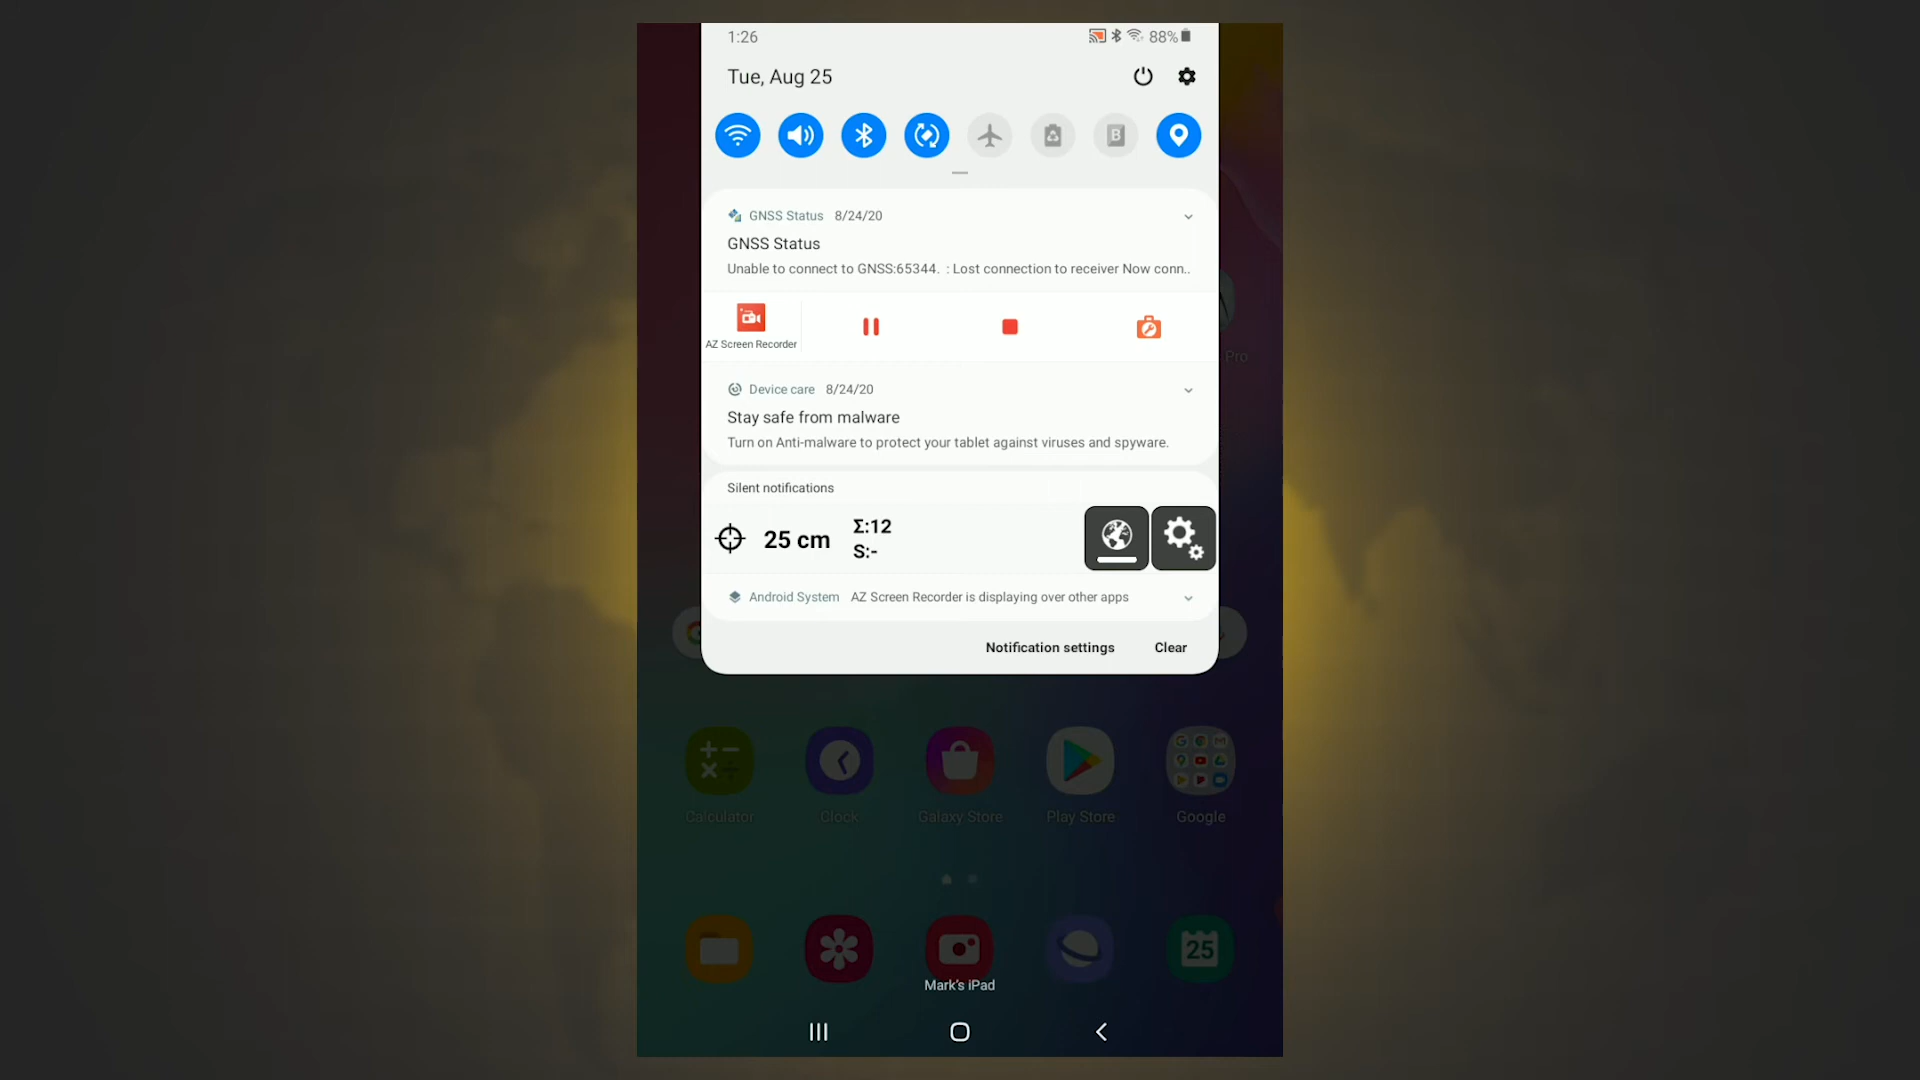 1:26
88%
Tue, Aug 25
B
GNSS Status 8/24/20
GNSS Status
Unable to connect to GNSS:65344. : Lost connection to receiver Now conn..
AZ Screen Recorder
Pro
Device care 8/24/20
Stay safe from malware
Turn on Anti-malware to protect your tablet against viruses and spyware.
Silent notifications
25 cm
Σ:12
S:-
Android System AZ Screen Recorder is displaying over other apps
Notification settings Clear
Calculator Clock Galaxy Store Play Store Google
25
Mark's iPad